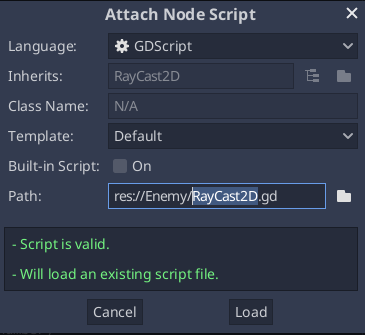 Attach Node Script
Language: GDScript
Inherits: RayCast2D
Class Name: N/A
Template: Default
Built-in Script: On
Path: res://Enemy/RayCast2D.gd
- Script is valid.
- Will load an existing script file.
Cancel Load